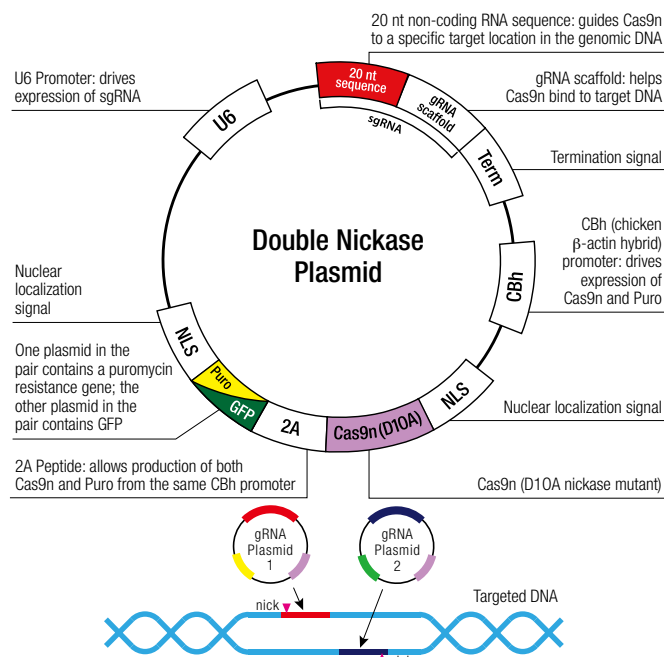 20 nt non-coding RNA sequence: guides Cas9n
to a specific target location in the genomic DNA
U6 Promoter: drives
expression of sgRNA
gRNA scaffold: helps
Cas9n bind to target DNA
20 nt
sequence
gRNA
scaffold
sgRNA
U6
Term
Termination signal
Double Nickase
Plasmid
CBh (chicken
β-actin hybrid)
promoter: drives
expression of
Cas9n and Puro
CBh
Nuclear
localization
signal
NLS
One plasmid in the
pair contains a puromycin
resistance gene; the
other plasmid in the
pair contains GFP
Puro
GFP
2A
Cas9n (D10A)
NLS
Nuclear localization signal
2A Peptide: allows production of both
Cas9n and Puro from the same CBh promoter
Cas9n (D10A nickase mutant)
gRNA
Plasmid
1
gRNA
Plasmid
2
Targeted DNA
nick